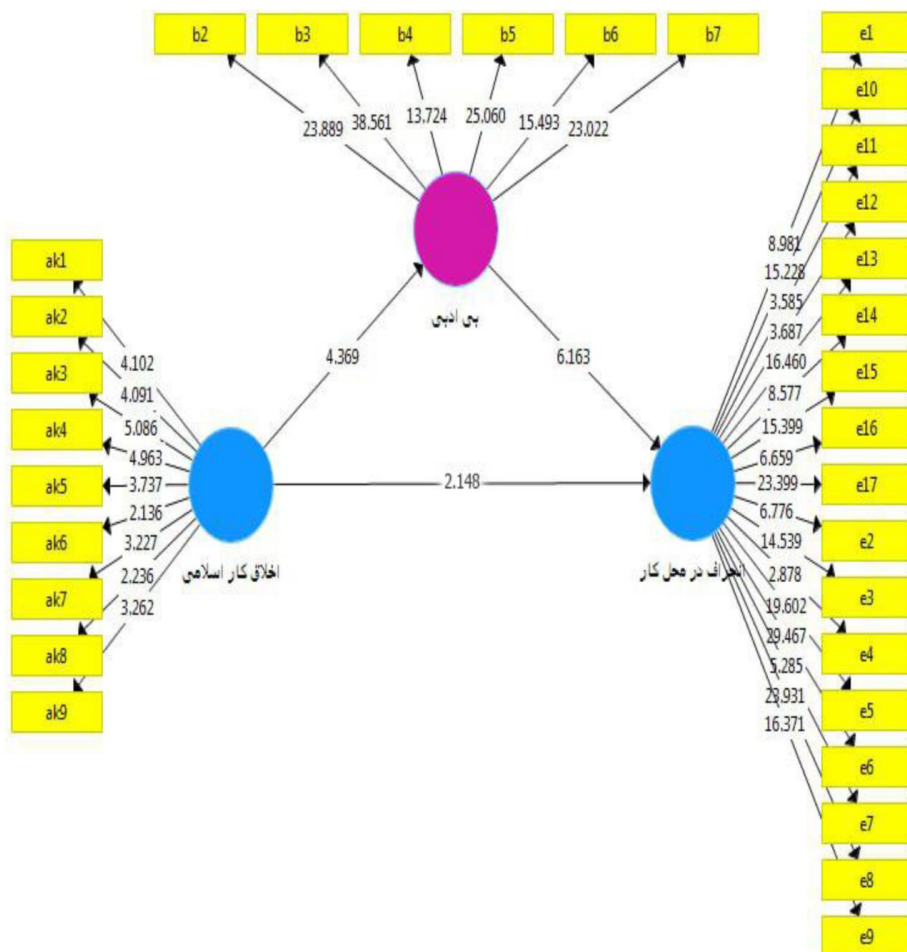 b2 b3 b4 b5 b6 b7
23.889 38.561 13.724 25.060 15.493 23.022
بی ادبی
4.369
6.163
2.148
ak1
ak2
ak3
ak4
ak5
ak6
ak7
ak8
ak9
4.102
4.091
5.086
4.963
3.737
2.136
3.227
2.236
3.262
اخلاق کار اسلامی
انحراف در محل کار
8.981
15.228
3.585
3.687
16.460
8.577
15.399
6.659
23.399
6.776
14.539
2.878
19.602
29.467
5.285
23.931
16.371
e1
e10
e11
e12
e13
e14
e15
e16
e17
e2
e3
e4
e5
e6
e7
e8
e9